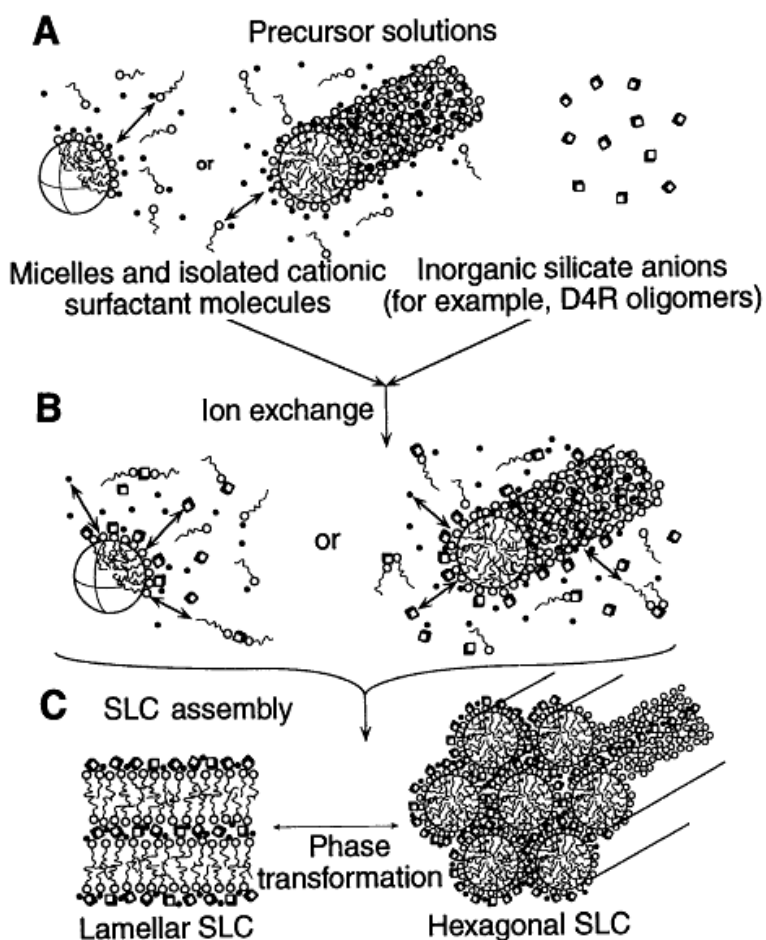 A
Precursor solutions
or
Micelles and isolated cationic
surfactant molecules
Inorganic silicate anions
(for example, D4R oligomers)
B
Ion exchange
or
C
SLC assembly
Phase
transformation
Lamellar SLC
Hexagonal SLC